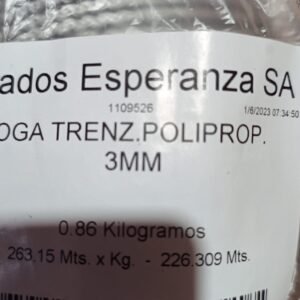 ados Esperanza SA
1109526
1/6/2023 07:34:50
OGA TRENZ.POLIPROP.
3MM
0.86 Kilogramos
263.15 Mts. x Kg. - 226.309 Mts.